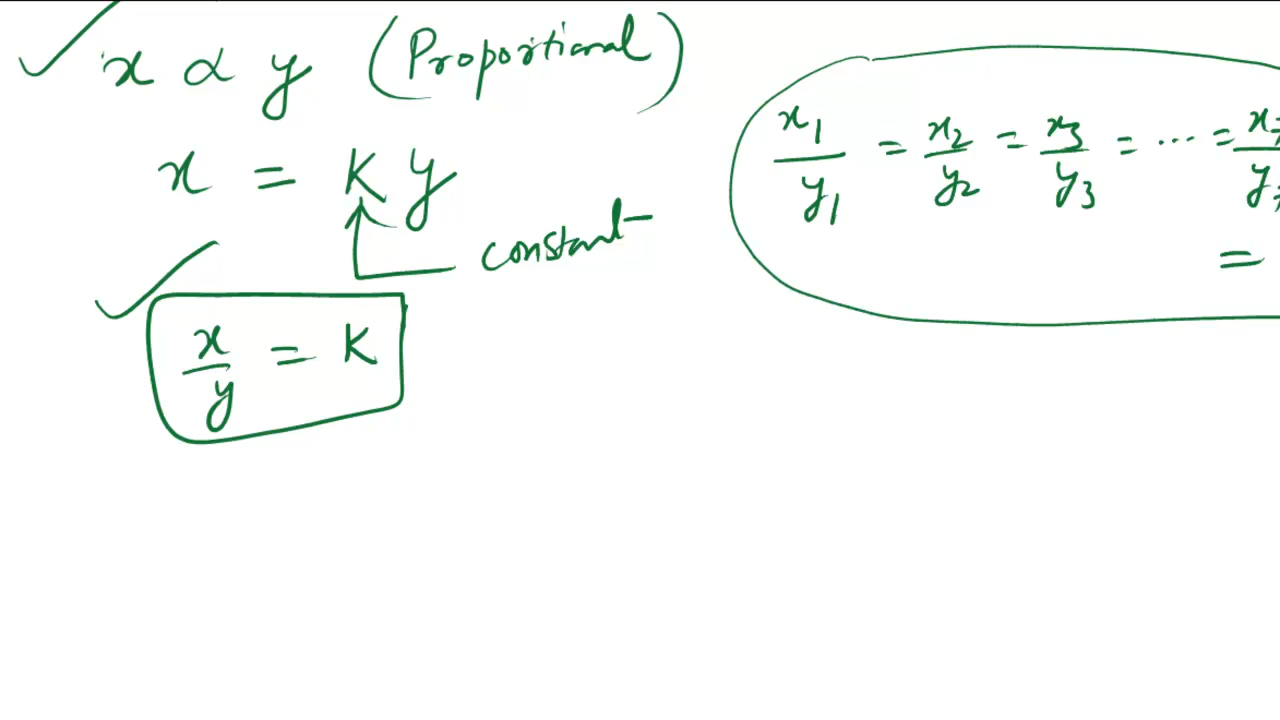 x ∝ y (Proportional)
x = K y
constant
x/y = K
x₁/y₁ = x₂/y₂ = x₃/y₃ = ... =
=